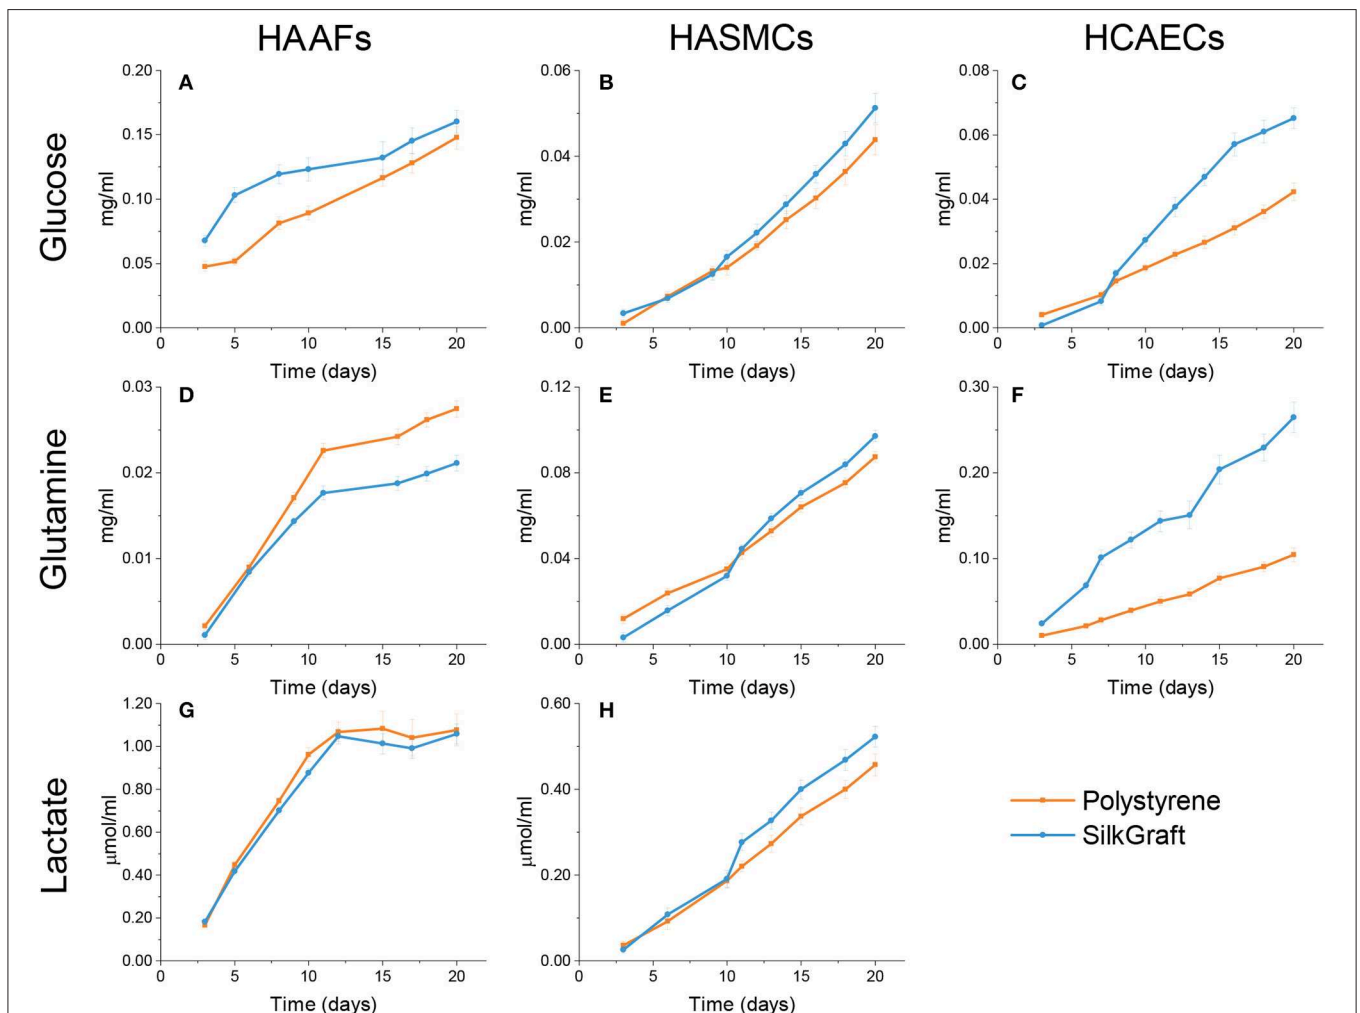 HAAFs HASMCs HCAECs
Glucose
A
mg/ml
0.20
0.15
0.10
0.05
0.00
0 5 10 15 20
Time (days)
B
mg/ml
0.06
0.04
0.02
0.00
0 5 10 15 20
Time (days)
C
mg/ml
0.08
0.06
0.04
0.02
0.00
0 5 10 15 20
Time (days)
Glutamine
D
mg/ml
0.03
0.02
0.01
0.00
0 5 10 15 20
Time (days)
E
mg/ml
0.12
0.08
0.04
0.00
0 5 10 15 20
Time (days)
F
mg/ml
0.30
0.20
0.10
0.00
0 5 10 15 20
Time (days)
Lactate
G
μmol/ml
1.20
1.00
0.80
0.60
0.40
0.20
0.00
0 5 10 15 20
Time (days)
H
μmol/ml
0.60
0.40
0.20
0.00
0 5 10 15 20
Time (days)
Polystyrene
SilkGraft